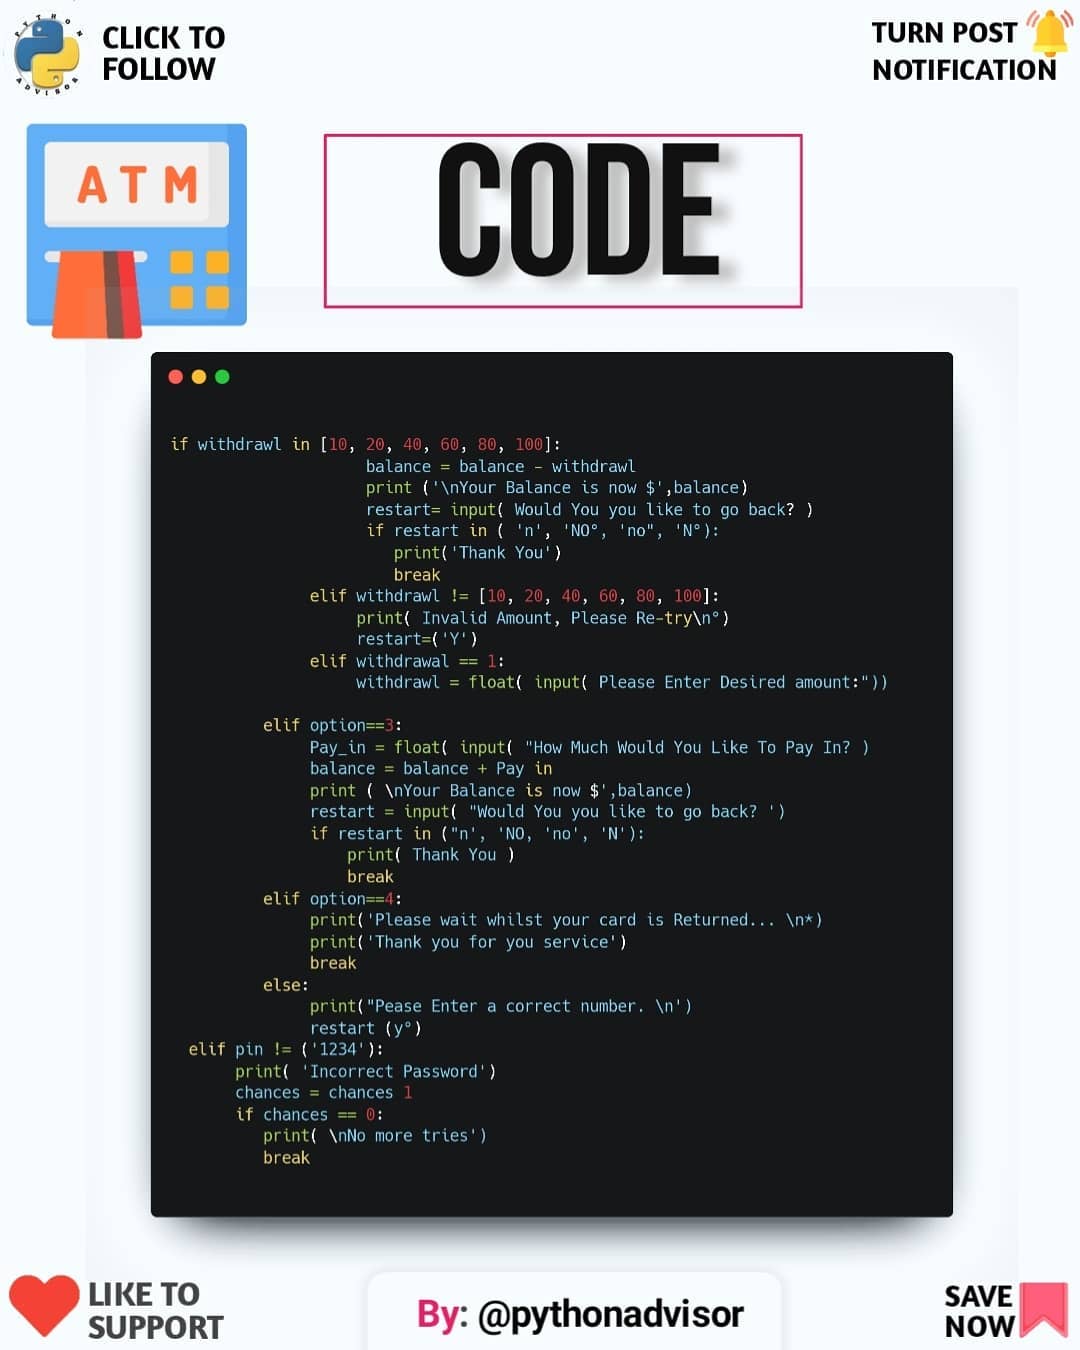 PYTHON
ADVISOR
CLICK TO
FOLLOW
TURN POST
NOTIFICATION
ATM
CODE
if withdrawl in [10, 20, 40, 60, 80, 100]:
balance = balance - withdrawl
print ('\nYour Balance is now $',balance)
restart= input( Would You you like to go back? )
if restart in ( 'n', 'NO°, 'no", 'N°):
print('Thank You')
break
elif withdrawl != [10, 20, 40, 60, 80, 100]:
print( Invalid Amount, Please Re-try\n°)
restart=('Y')
elif withdrawal == 1:
withdrawl = float( input( Please Enter Desired amount:"))
elif option==3:
Pay_in = float( input( "How Much Would You Like To Pay In? )
balance = balance + Pay in
print ( \nYour Balance is now $',balance)
restart = input( "Would You you like to go back? ')
if restart in ("n', 'NO, 'no', 'N'):
print( Thank You )
break
elif option==4:
print('Please wait whilst your card is Returned... \n*)
print('Thank you for you service')
break
else:
print("Pease Enter a correct number. \n')
restart (y°)
elif pin != ('1234'):
print( 'Incorrect Password')
chances = chances 1
if chances == 0:
print( \nNo more tries')
break
LIKE TO
SUPPORT
By: @pythonadvisor
SAVE
NOW